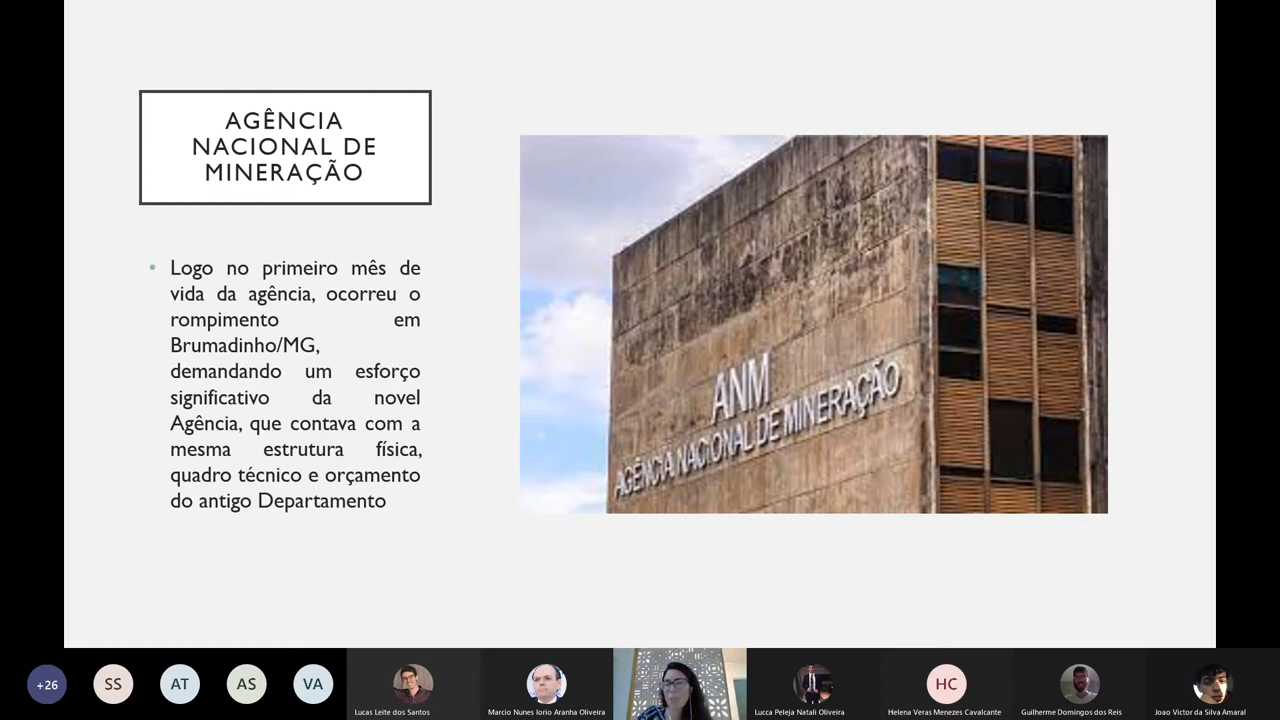 AGÊNCIA
NACIONAL DE
MINERAÇÃO
• Logo no primeiro mês de
vida da agência, ocorreu o
rompimento em
Brumadinho/MG,
demandando um esforço
significativo da novel
Agência, que contava com a
mesma estrutura física,
quadro técnico e orçamento
do antigo Departamento
ANM
AGÊNCIA NACIONAL DE MINERAÇÃO
+26
SS
AT
AS
VA
Lucas Leite dos Santos
Marcio Nunes Iorio Aranha Oliveira
Lucca Peleja Natali Oliveira
HC
Helena Veras Menezes Cavalcante
Guilherme Domingos dos Reis
Joao Victor da Silva Amaral